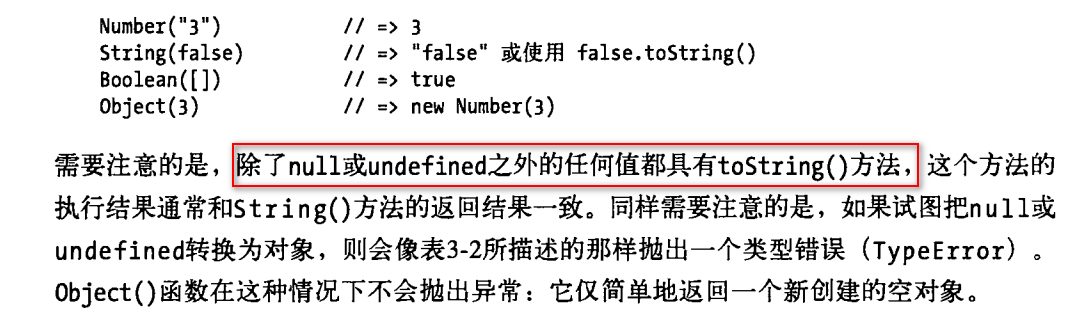 Number("3") // => 3
String(false) // => "false" 或使用 false.toString()
Boolean([]) // => true
Object(3) // => new Number(3)
需要注意的是，除了null或undefined之外的任何值都具有toString()方法，这个方法的
执行结果通常和String()方法的返回结果一致。同样需要注意的是，如果试图把null或
undefined转换为对象，则会像表3-2所描述的那样抛出一个类型错误（TypeError）。
Object()函数在这种情况下不会抛出异常：它仅简单地返回一个新创建的空对象。